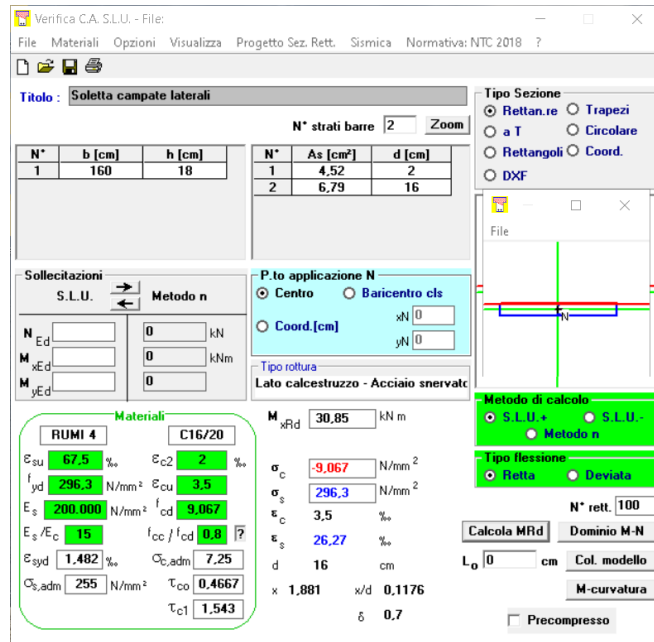 Verifica C.A. S.L.U. - File:
File Materiali Opzioni Visualizza Progetto Sez. Rett. Sismica Normativa: NTC 2018 ?
Titolo : Soletta campate laterali
N° strati barre 2 Zoom
N° b [cm] h [cm]
1 160 18
N° As [cm²] d [cm]
1 4,52 2
2 6,79 16
Tipo Sezione
Rettan.re Trapezi
a T Circolare
Rettangoli Coord.
DXF
File
N
Sollecitazioni
S.L.U. Metodo n
N Ed 0 kN
M xEd 0 kNm
M yEd 0
P.to applicazione N
Centro Baricentro cls
Coord.[cm] xN 0
yN 0
Tipo rottura
Lato calcestruzzo - Acciaio snervato
Metodo di calcolo
S.L.U.+ S.L.U.-
Metodo n
Tipo flessione
Retta Deviata
N° rett. 100
Calcola MRd Dominio M-N
L₀ 0 cm Col. modello
M-curvatura
Precompresso
Materiali
RUMI 4 C16/20
εsu 67,5 ‰ εc2 2 ‰
fyd 296,3 N/mm² εcu 3,5
Es 200.000 N/mm² fcd 9,067
Es/Ec 15 fcc / fcd 0,8 ?
εsyd 1,482 ‰ σc,adm 7,25
σs,adm 255 N/mm² τco 0,4667
τc1 1,543
M xRd 30,85 kN m
σc -9,067 N/mm²
σs 296,3 N/mm²
εc 3,5 ‰
εs 26,27 ‰
d 16 cm
x 1,881 x/d 0,1176
δ 0,7